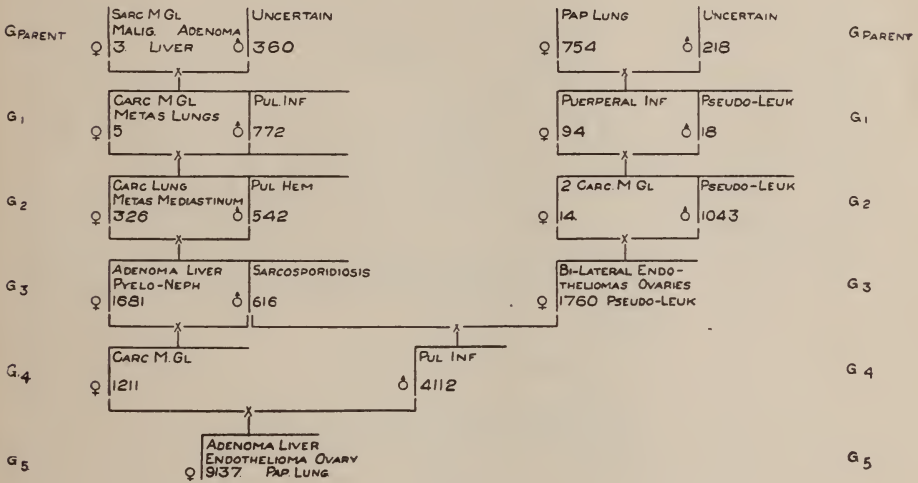 GPARENT
♀
SARC M GL
MALIG. ADENOMA
3. LIVER
♂
UNCERTAIN
360
♀
PAP LUNG
754
♂
UNCERTAIN
218
GPARENT
x
x
G1
♀
CARC M GL
METAS LUNGS
5
♂
PUL. INF
772
♀
PUERPERAL INF
94
♂
PSEUDO-LEUK
18
G1
x
x
G2
♀
CARC LUNG
METAS MEDIASTINUM
326
♂
PUL HEM
542
♀
2 CARC. M GL
14.
♂
PSEUDO-LEUK
1043
G2
x
x
G3
♀
ADENOMA LIVER
PYELO-NEPH
1681
♂
SARCOSPORIDIOSIS
616
♀
BI-LATERAL ENDO-
THELIOMAS OVARIES
1760 PSEUDO-LEUK
G3
x
x
G.4
♀
CARC M. GL
1211
♂
PUL INF
4112
G 4
x
G5
♀
ADENOMA LIVER
ENDOTHELIOMA OVARY
9137. PAP. LUNG
G5